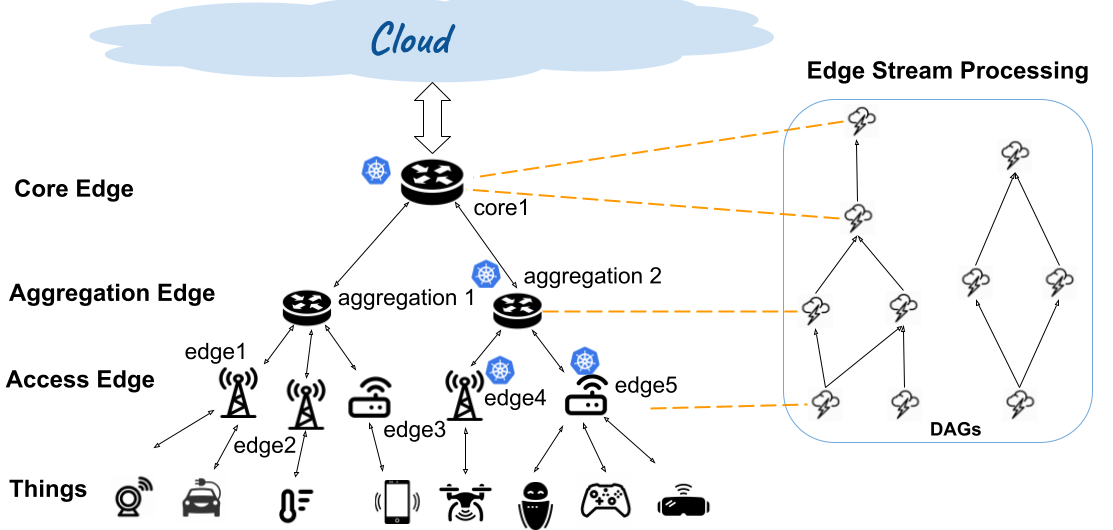 Cloud
Edge Stream Processing
Core Edge
core1
Aggregation Edge
aggregation 1
aggregation 2
edge1
Access Edge
edge4
edge5
edge2
edge3
DAGs
Things